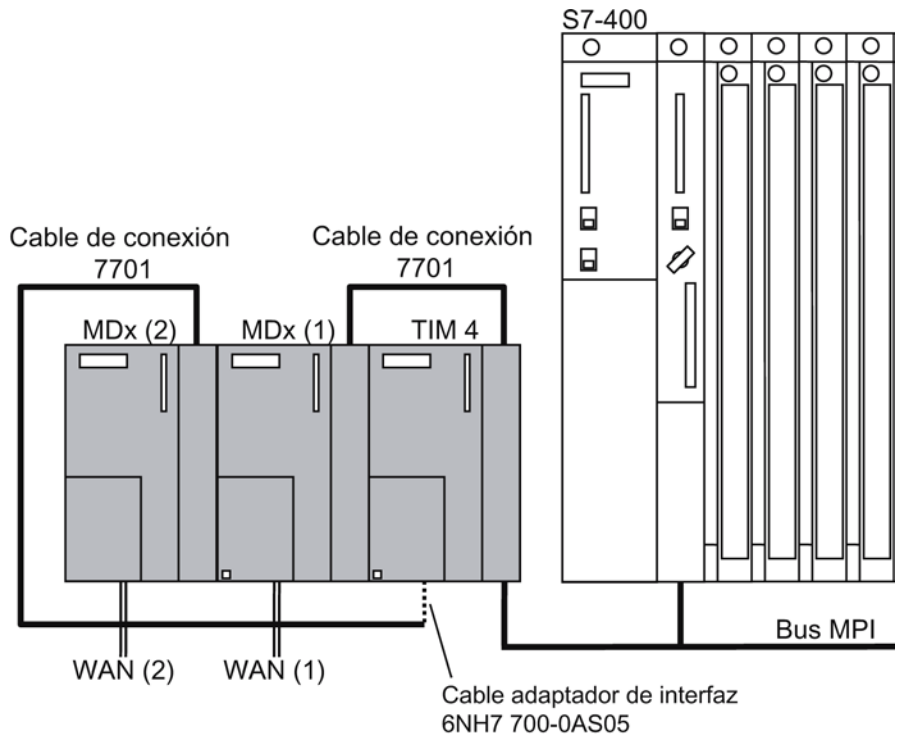 S7-400
Cable de conexión
7701
Cable de conexión
7701
MDx (2)
MDx (1)
TIM 4
Bus MPI
WAN (2)
WAN (1)
Cable adaptador de interfaz
6NH7 700-0AS05